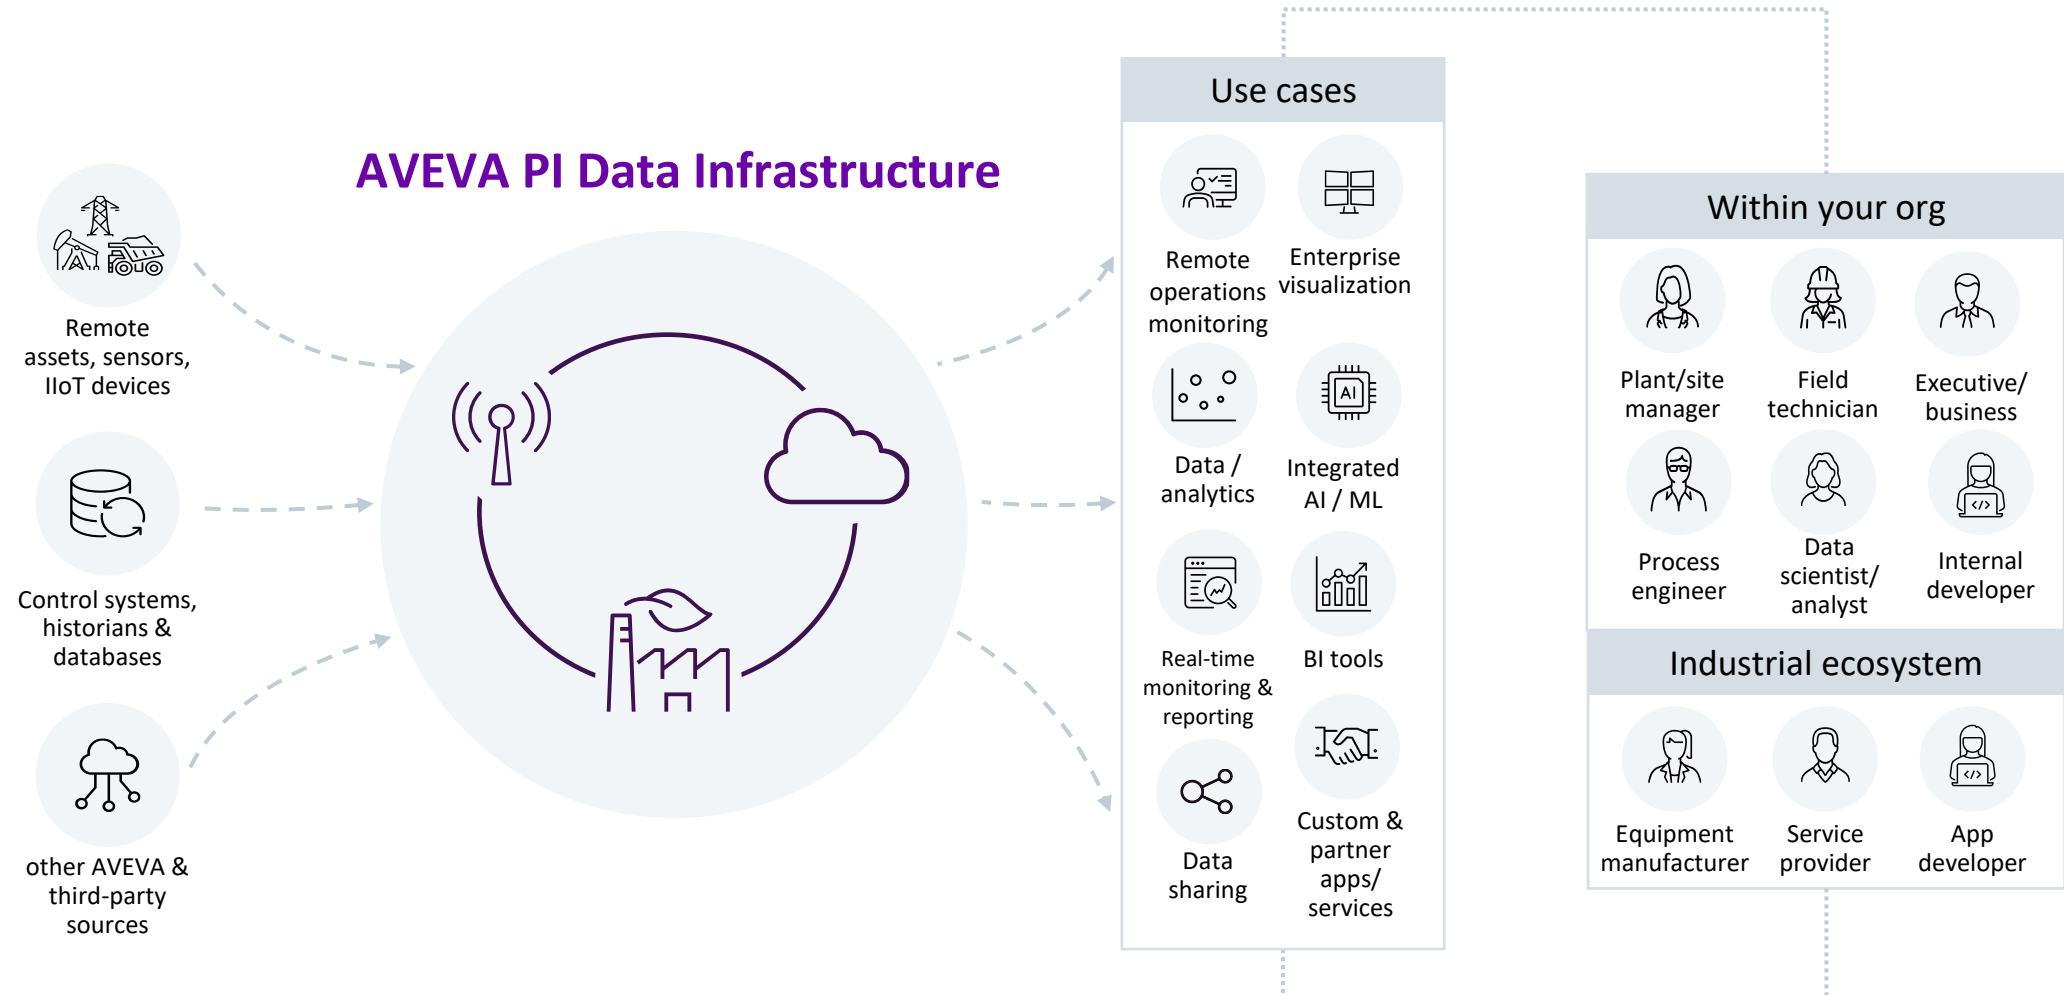 AVEVA PI Data Infrastructure
Remote
assets, sensors,
IIoT devices
Control systems,
historians &
databases
other AVEVA &
third-party
sources
Use cases
Remote
operations
monitoring
Enterprise
visualization
Data /
analytics
AI
Integrated
AI / ML
Real-time
monitoring &
reporting
BI tools
Data
sharing
Custom &
partner
apps/
services
Within your org
Plant/site
manager
Field
technician
Executive/
business
Process
engineer
Data
scientist/
analyst
</>
Internal
developer
Industrial ecosystem
Equipment
manufacturer
Service
provider
</>
App
developer